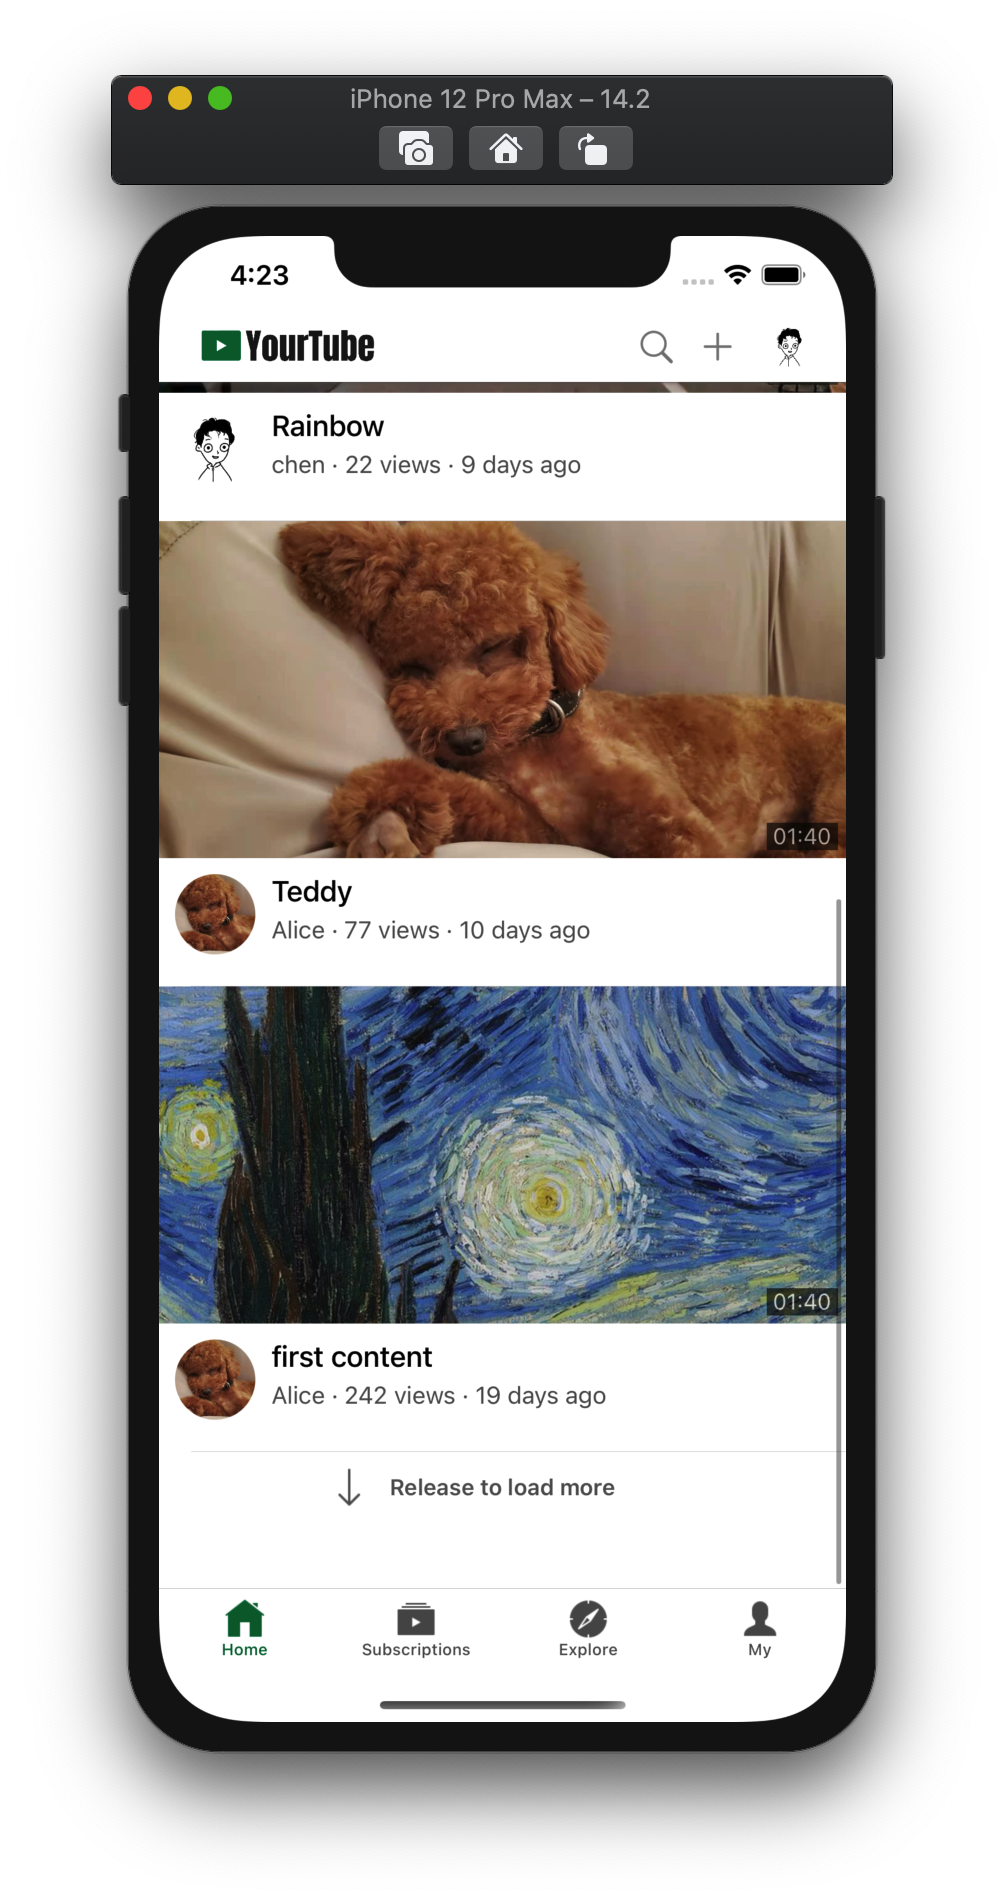 iPhone 12 Pro Max – 14.2
4:23
YourTube
Rainbow
chen · 22 views · 9 days ago
01:40
Teddy
Alice · 77 views · 10 days ago
01:40
first content
Alice · 242 views · 19 days ago
Release to load more
Home
Subscriptions
Explore
My